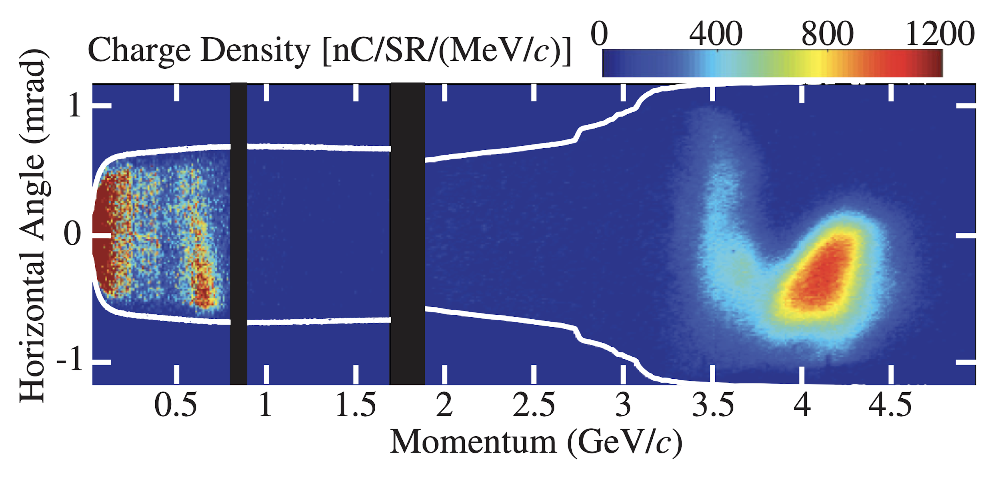 0 400 800 1200
Charge Density [nC/SR/(MeV/c)]
Horizontal Angle (mrad)
1
0
-1
0.5 1 1.5 2 2.5 3 3.5 4 4.5
Momentum (GeV/c)